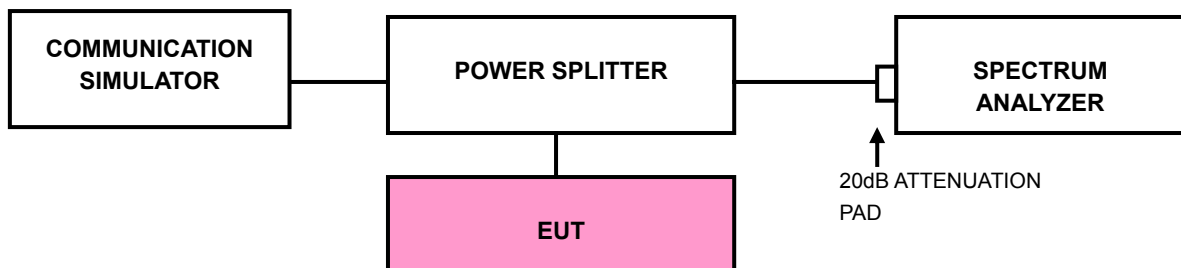 COMMUNICATION
SIMULATOR
POWER SPLITTER
SPECTRUM
ANALYZER
20dB ATTENUATION
PAD
EUT